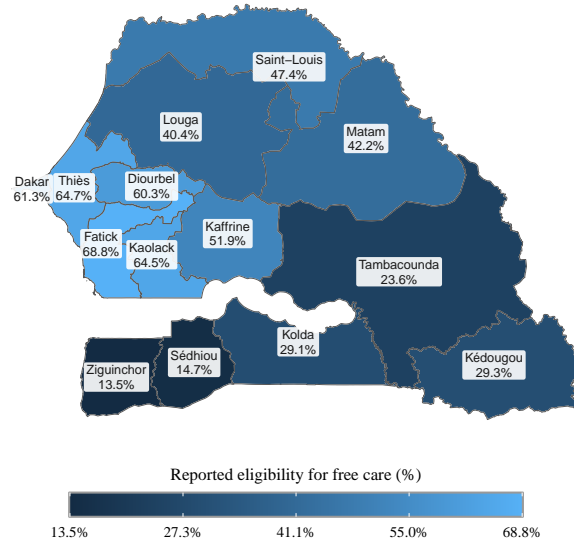 Saint–Louis
47.4%
Louga
40.4%
Matam
42.2%
Dakar
61.3%
Thiès
64.7%
Diourbel
60.3%
Fatick
68.8%
Kaolack
64.5%
Kaffrine
51.9%
Tambacounda
23.6%
Kolda
29.1%
Sédhiou
14.7%
Ziguinchor
13.5%
Kédougou
29.3%
Reported eligibility for free care (%)
13.5% 27.3% 41.1% 55.0% 68.8%